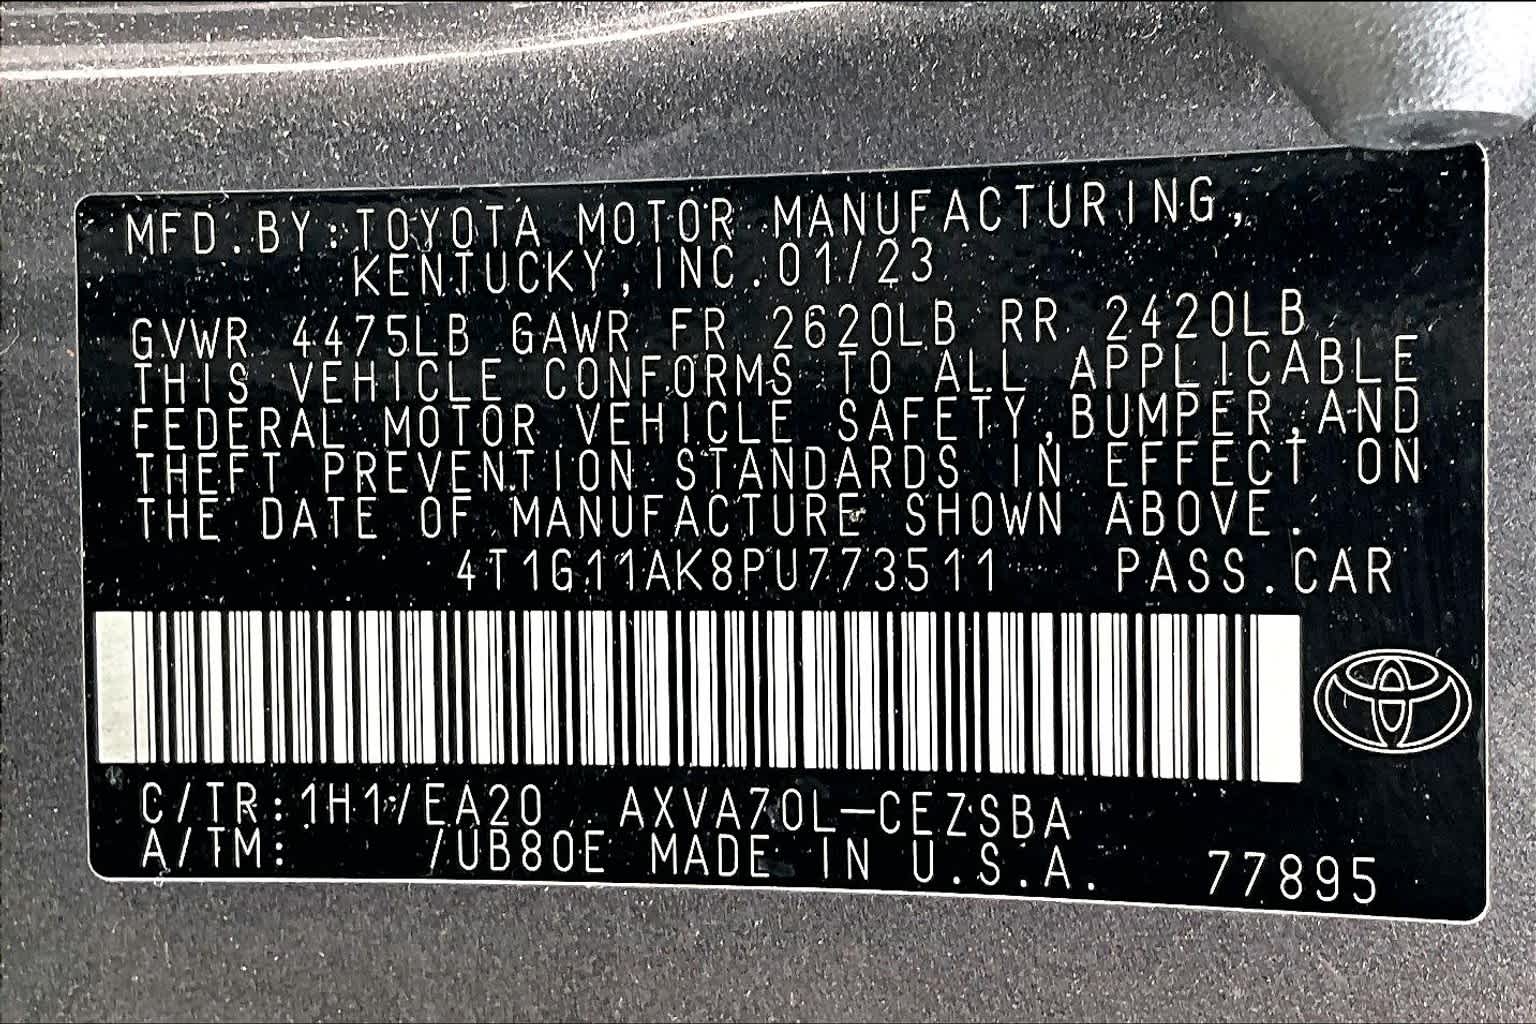 MFD.BY:TOYOTA MOTOR MANUFACTURING,
KENTUCKY,INC.01/23
GVWR 4475LB GAWR FR 2620LB RR 2420LB
THIS VEHICLE CONFORMS TO ALL APPLICABLE
FEDERAL MOTOR VEHICLE SAFETY,BUMPER,AND
THEFT PREVENTION STANDARDS IN EFFECT ON
THE DATE OF MANUFACTURE SHOWN ABOVE.
4T1G11AK8PU773511 PASS.CAR
C/TR:1H1/EA20 AXVA70L-CEZSBA
A/TM: /UB80E MADE IN U.S.A. 77895